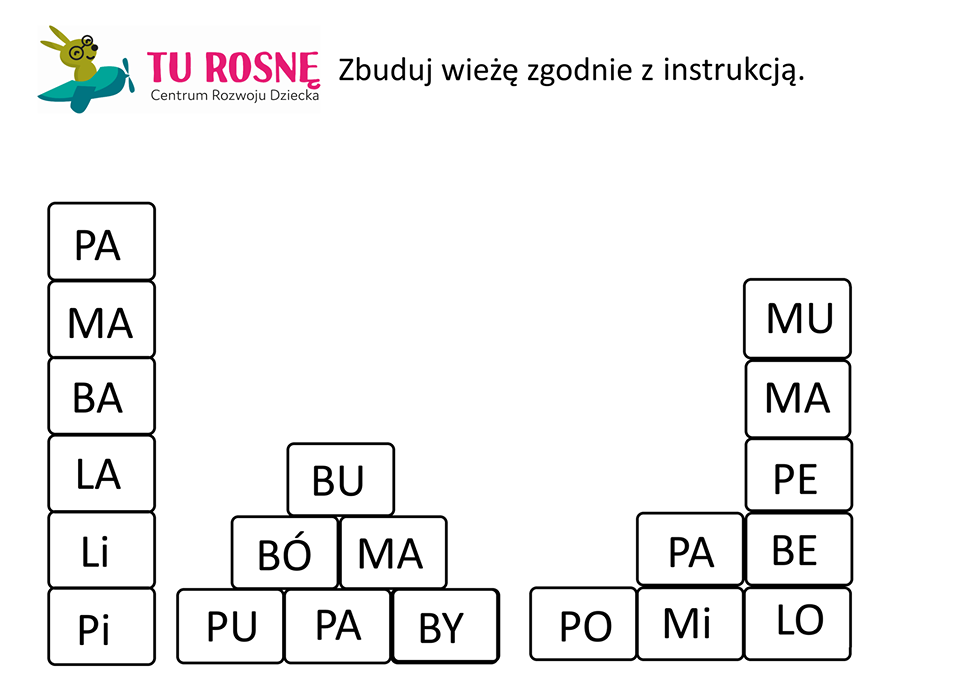 TU ROSNĘ
Centrum Rozwoju Dziecka
Zbuduj wieżę zgodnie z instrukcją.
PA
MA
BA
LA
Li
Pi
BU
BÓ MA
PU PA BY
MU
MA
PE
PA BE
PO Mi LO